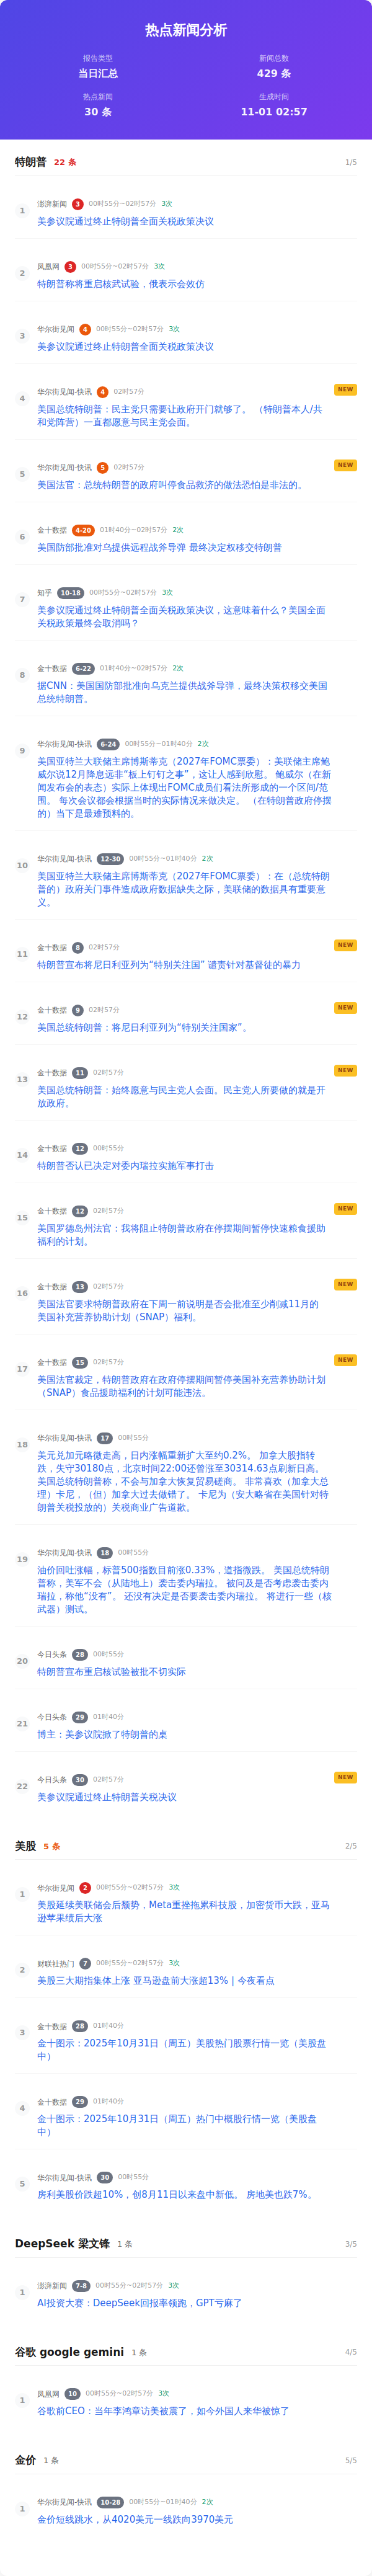 热点新闻分析
报告类型
新闻总数
当日汇总
429 条
热点新闻
生成时间
30 条
11-01 02:57
特朗普 22 条 1/5
1
澎湃新闻 3 00时55分~02时57分 3次
美参议院通过终止特朗普全面关税政策决议
2
凤凰网 3 00时55分~02时57分 3次
特朗普称将重启核武试验，俄表示会效仿
3
华尔街见闻 4 00时55分~02时57分 3次
美参议院通过终止特朗普全面关税政策决议
4
华尔街见闻-快讯 4 02时57分 NEW
美国总统特朗普：民主党只需要让政府开门就够了。 （特朗普本人/共
和党阵营）一直都愿意与民主党会面。
5
华尔街见闻-快讯 5 02时57分 NEW
美国法官：总统特朗普的政府叫停食品救济的做法恐怕是非法的。
6
金十数据 4-20 01时40分~02时57分 2次
美国防部批准对乌提供远程战斧导弹 最终决定权移交特朗普
7
知乎 10-18 00时55分~02时57分 3次
美参议院通过终止特朗普全面关税政策决议，这意味着什么？美国全面
关税政策最终会取消吗？
8
金十数据 6-22 01时40分~02时57分 2次
据CNN：美国国防部批准向乌克兰提供战斧导弹，最终决策权移交美国
总统特朗普。
9
华尔街见闻-快讯 6-24 00时55分~01时40分 2次
美国亚特兰大联储主席博斯蒂克（2027年FOMC票委）：美联储主席鲍
威尔说12月降息远非“板上钉钉之事”，这让人感到欣慰。 鲍威尔（在新
闻发布会的表态）实际上体现出FOMC成员们看法所形成的一个区间/范
围。 每次会议都会根据当时的实际情况来做决定。 （在特朗普政府停摆
的）当下是最难预料的。
10
华尔街见闻-快讯 12-30 00时55分~01时40分 2次
美国亚特兰大联储主席博斯蒂克（2027年FOMC票委）：在（总统特朗
普的）政府关门事件造成政府数据缺失之际，美联储的数据具有重要意
义。
11
金十数据 8 02时57分 NEW
特朗普宣布将尼日利亚列为“特别关注国” 谴责针对基督徒的暴力
12
金十数据 9 02时57分 NEW
美国总统特朗普：将尼日利亚列为“特别关注国家”。
13
金十数据 11 02时57分 NEW
美国总统特朗普：始终愿意与民主党人会面。民主党人所要做的就是开
放政府。
14
金十数据 12 00时55分
特朗普否认已决定对委内瑞拉实施军事打击
15
金十数据 12 02时57分 NEW
美国罗德岛州法官：我将阻止特朗普政府在停摆期间暂停快速粮食援助
福利的计划。
16
金十数据 13 02时57分 NEW
美国法官要求特朗普政府在下周一前说明是否会批准至少削减11月的
美国补充营养协助计划（SNAP）福利。
17
金十数据 15 02时57分 NEW
美国法官裁定，特朗普政府在政府停摆期间暂停美国补充营养协助计划
（SNAP）食品援助福利的计划可能违法。
18
华尔街见闻-快讯 17 00时55分
美元兑加元略微走高，日内涨幅重新扩大至约0.2%。 加拿大股指转
跌，失守30180点，北京时间22:00还曾涨至30314.63点刷新日高。
美国总统特朗普称，不会与加拿大恢复贸易磋商。 非常喜欢（加拿大总
理）卡尼，（但）加拿大过去做错了。 卡尼为（安大略省在美国针对特
朗普关税投放的）关税商业广告道歉。
19
华尔街见闻-快讯 18 00时55分
油价回吐涨幅，标普500指数目前涨0.33%，道指微跌。 美国总统特朗
普称，美军不会（从陆地上）袭击委内瑞拉。 被问及是否考虑袭击委内
瑞拉，称他“没有”。 还没有决定是否要袭击委内瑞拉。 将进行一些（核
武器）测试。
20
今日头条 28 00时55分
特朗普宣布重启核试验被批不切实际
21
今日头条 29 01时40分
博主：美参议院掀了特朗普的桌
22
今日头条 30 02时57分 NEW
美参议院通过终止特朗普关税决议
美股 5 条 2/5
1
华尔街见闻 2 00时55分~02时57分 3次
美股延续美联储会后颓势，Meta重挫拖累科技股，加密货币大跌，亚马
逊苹果绩后大涨
2
财联社热门 7 00时55分~02时57分 3次
美股三大期指集体上涨 亚马逊盘前大涨超13% | 今夜看点
3
金十数据 28 01时40分
金十图示：2025年10月31日（周五）美股热门股票行情一览（美股盘
中）
4
金十数据 29 01时40分
金十图示：2025年10月31日（周五）热门中概股行情一览（美股盘
中）
5
华尔街见闻-快讯 30 00时55分
房利美股价跌超10%，创8月11日以来盘中新低。 房地美也跌7%。
DeepSeek 梁文锋 1 条 3/5
1
澎湃新闻 7-8 00时55分~02时57分 3次
AI投资大赛：DeepSeek回报率领跑，GPT亏麻了
谷歌 google gemini 1 条 4/5
1
凤凰网 10 00时55分~02时57分 3次
谷歌前CEO：当年李鸿章访美被震了，如今外国人来华被惊了
金价 1 条 5/5
1
华尔街见闻-快讯 10-28 00时55分~01时40分 2次
金价短线跳水，从4020美元一线跌向3970美元